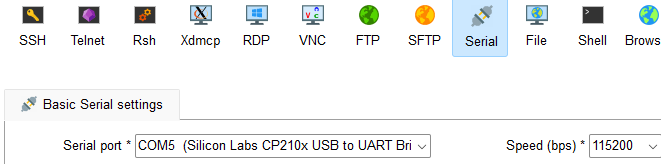 SSH Telnet Rsh Xdmcp RDP VNC FTP SFTP Serial File Shell Brows
Basic Serial settings
Serial port * COM5 (Silicon Labs CP210x USB to UART Bri Speed (bps) * 115200